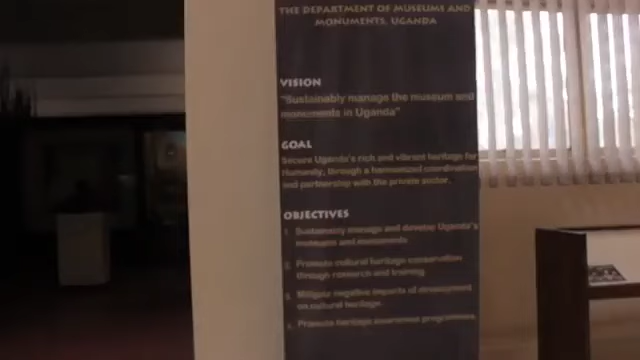 THE DEPARTMENT OF MUSEUMS AND
MONUMENTS, UGANDA
VISION
"Sustainably manage the museum and
monuments in Uganda"
GOAL
Secure Uganda's rich and vibrant heritage for
Humanity, through a harmonized coordination
and partnership with the private sector.
OBJECTIVES
1. Sustainably manage and develop Uganda's
museums and monuments
2. Promote cultural heritage conservation
through research and training
3. Mitigate negative impacts of development
on cultural heritage.
4. Promote heritage awareness programmes.